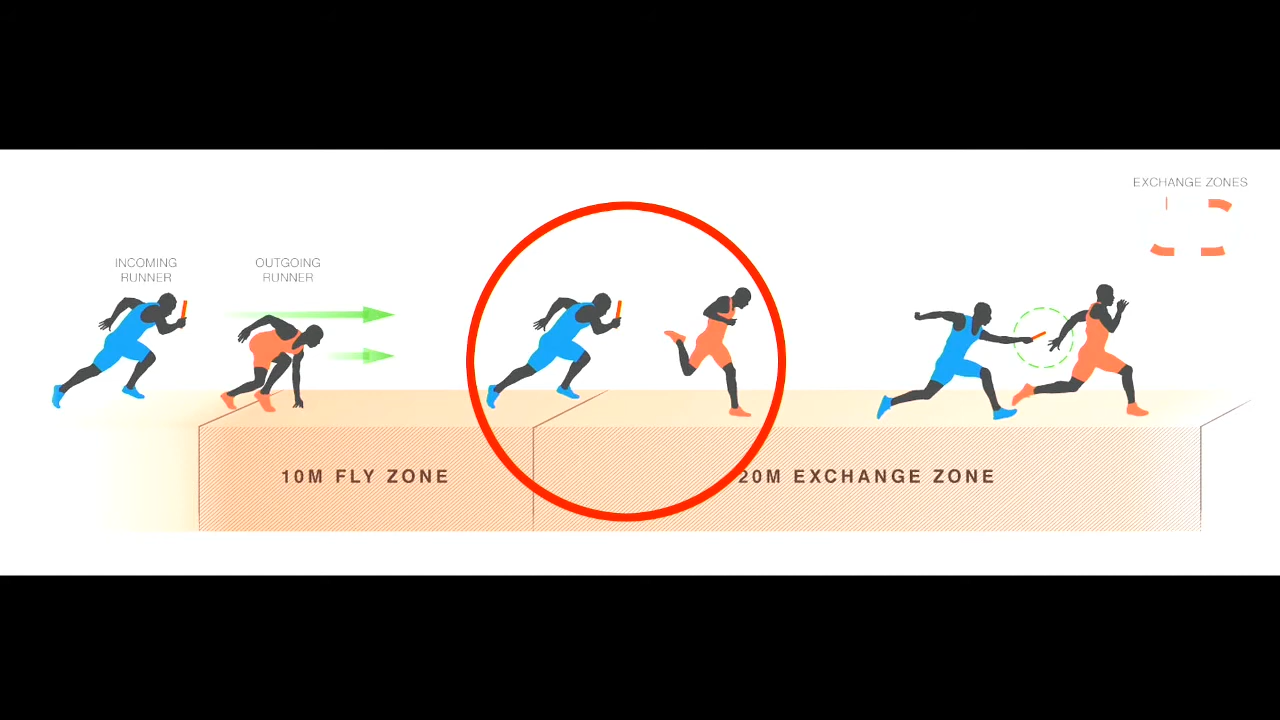 EXCHANGE ZONES
INCOMING
RUNNER
OUTGOING
RUNNER
10M FLY ZONE
20M EXCHANGE ZONE